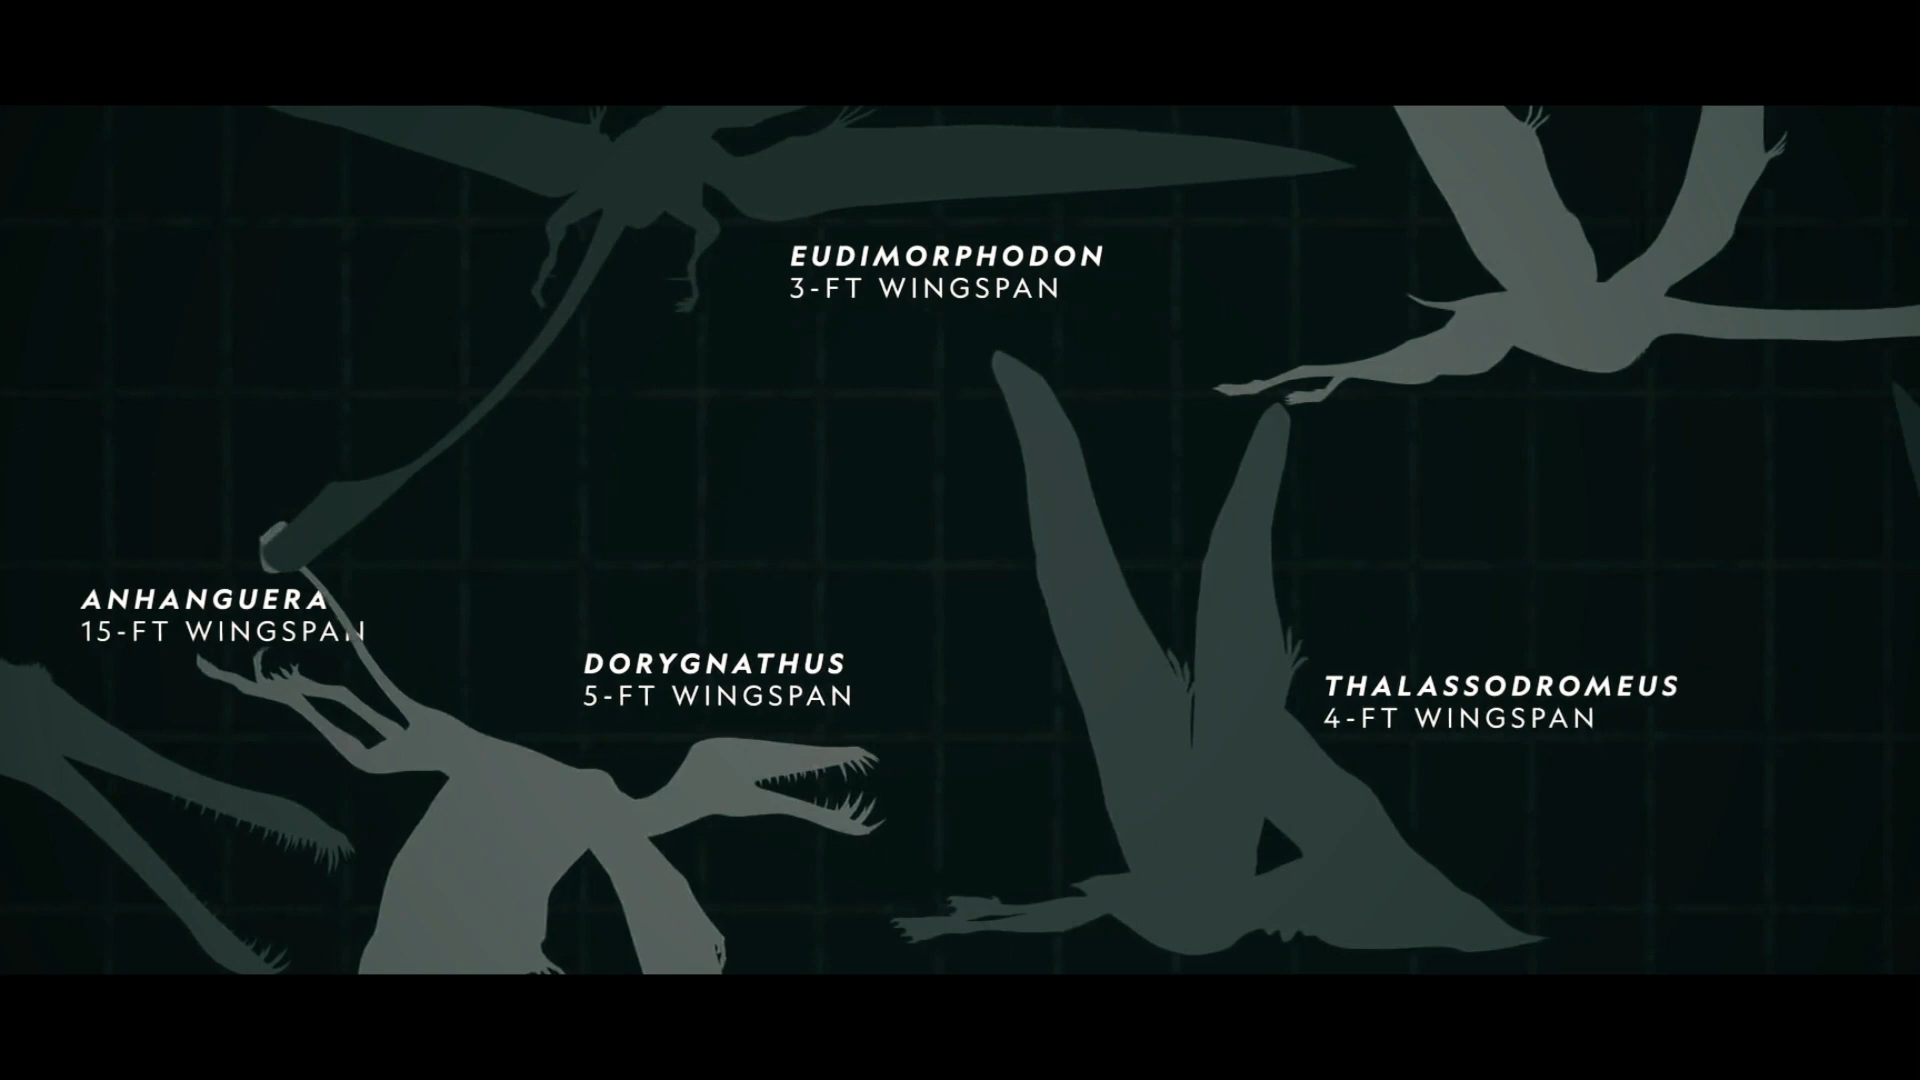 EUDIMORPHODON
3-FT WINGSPAN
ANHANGUERA
15-FT WINGSPAN
DORYGNATHUS
5-FT WINGSPAN
THALASSODROMEUS
4-FT WINGSPAN